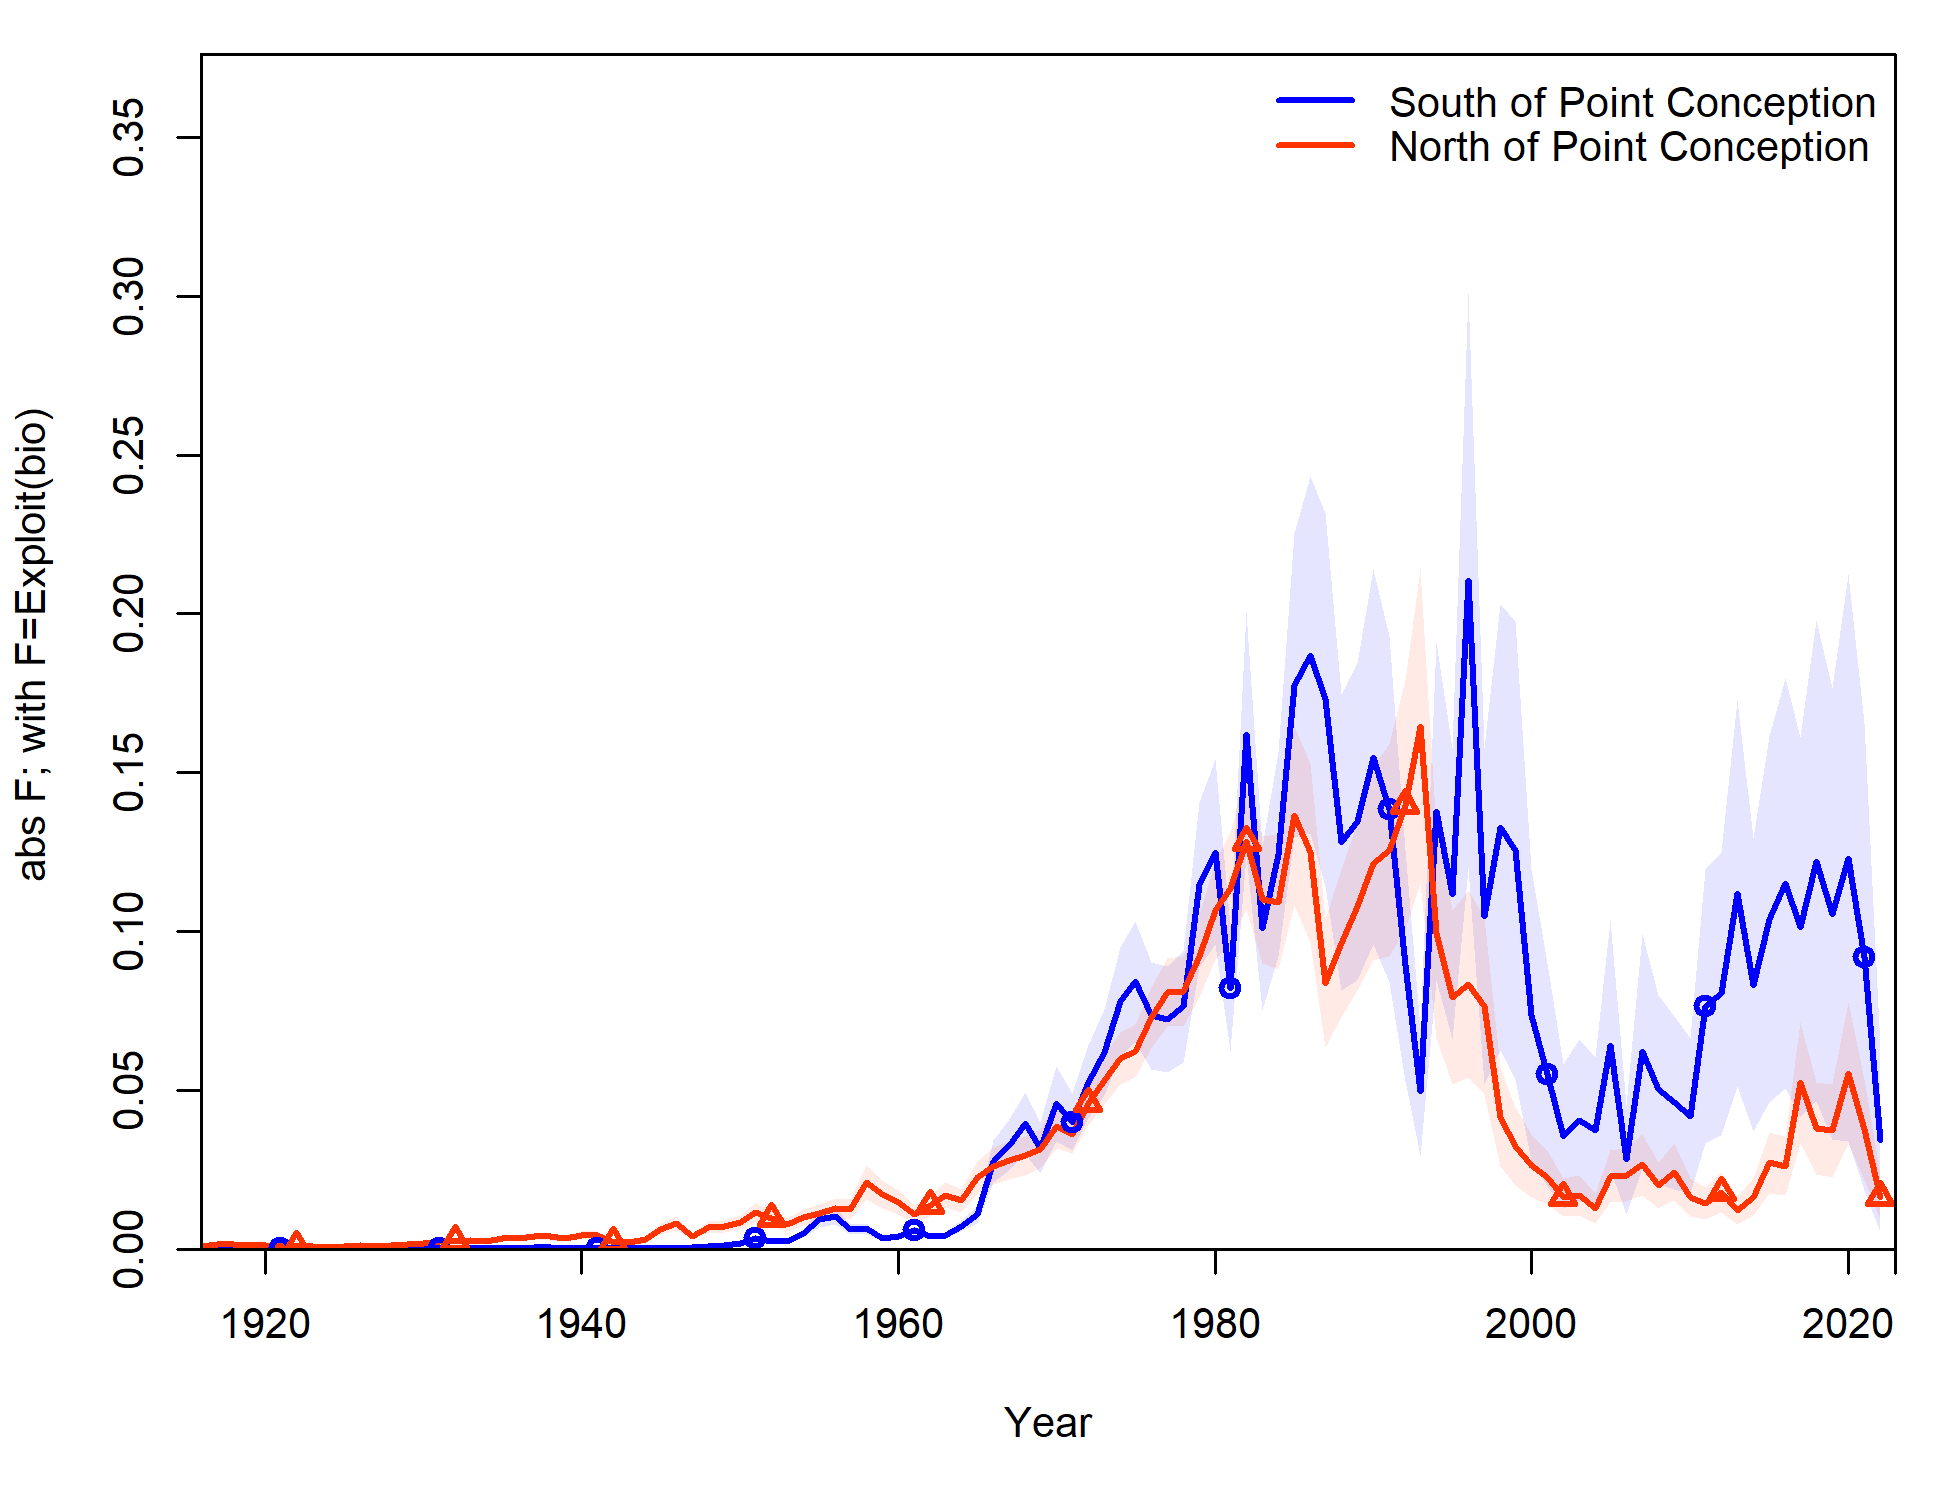 South of Point Conception
North of Point Conception
abs F; with F=Exploit(bio)
0.35
0.30
0.25
0.20
0.15
0.10
0.05
0.00
1920 1940 1960 1980 2000 2020
Year